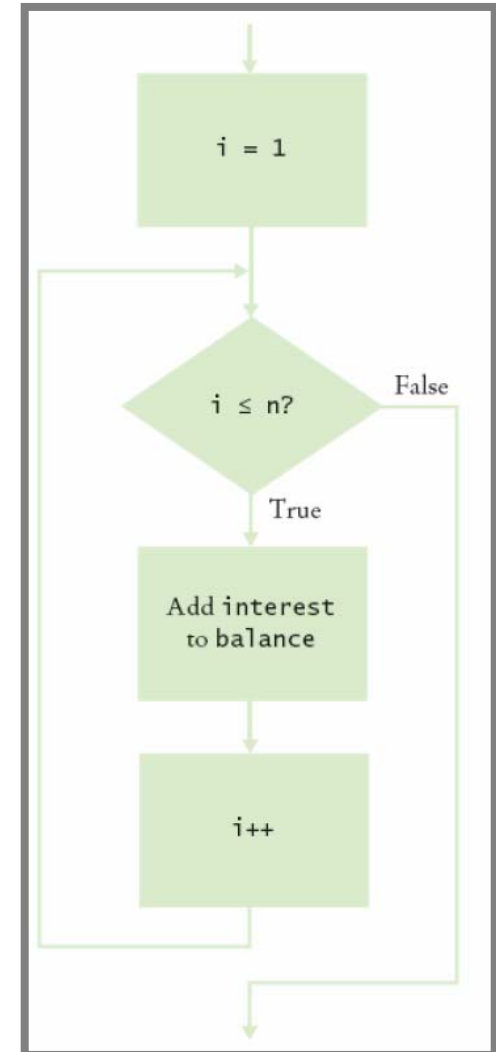 i = 1
i ≤ n?
False
True
Add interest
to balance
i++